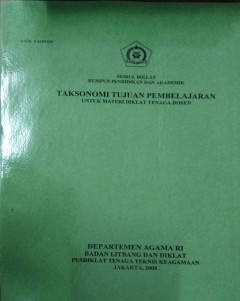 MODUL DIKLAT
RUMPUN PENDIDIKAN DAN AKADEMIK
TAKSONOMI TUJUAN PEMBELAJARAN
UNTUK MATERI DIKLAT TENAGA DOSEN
DEPARTEMEN AGAMA RI
BADAN LITBANG DAN DIKLAT
PUSDIKLAT TENAGA TEKNIS KEAGAMAAN
JAKARTA, 2008